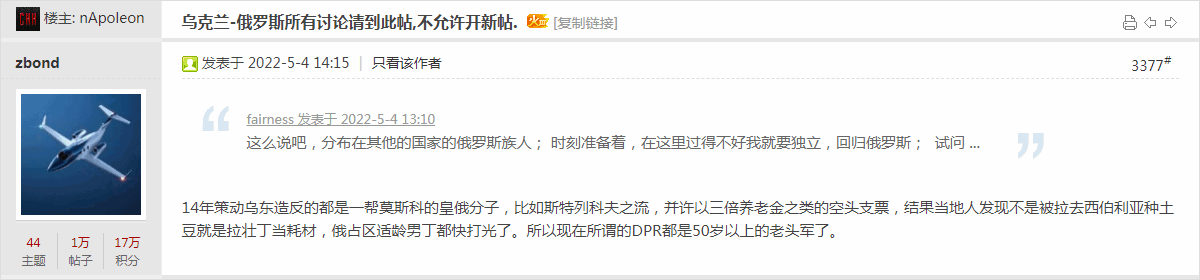 楼主: nApoleon
乌克兰-俄罗斯所有讨论请到此帖,不允许开新帖. [复制链接]
zbond
发表于 2022-5-4 14:15 | 只看该作者
3377#
fairness 发表于 2022-5-4 13:10
这么说吧，分布在其他的国家的俄罗斯族人； 时刻准备着，在这里过得不好我就要独立，回归俄罗斯； 试问 ...
14年策动乌东造反的都是一帮莫斯科的皇俄分子，比如斯特列科夫之流，并许以三倍养老金之类的空头支票，结果当地人发现不是被拉去西伯利亚种土
豆就是拉壮丁当耗材，俄占区适龄男丁都快打光了。所以现在所谓的DPR都是50岁以上的老头军了。
44 1万 17万
主题 帖子 积分